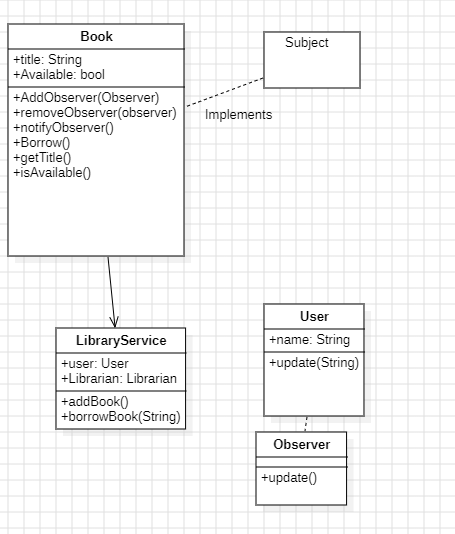 Book
+title: String
+Available: bool
+AddObserver(Observer)
+removeObserver(observer)
+notifyObserver()
+Borrow()
+getTitle()
+isAvailable()
Subject
Implements
LibraryService
+user: User
+Librarian: Librarian
+addBook()
+borrowBook(String)
User
+name: String
+update(String)
Observer
+update()